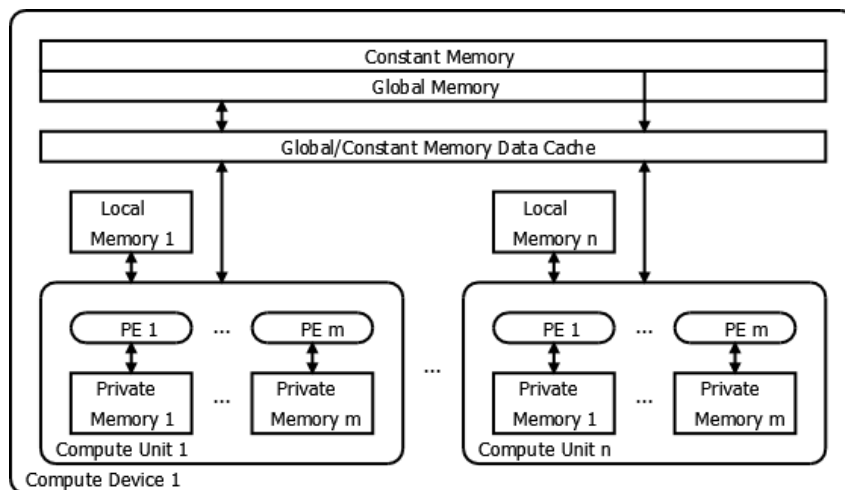 Constant Memory
Global Memory
Global/Constant Memory Data Cache
Local
Memory 1
Local
Memory n
PE 1
...
PE m
Private
Memory 1
...
Private
Memory m
Compute Unit 1
...
PE 1
...
PE m
Private
Memory 1
...
Private
Memory m
Compute Unit n
Compute Device 1